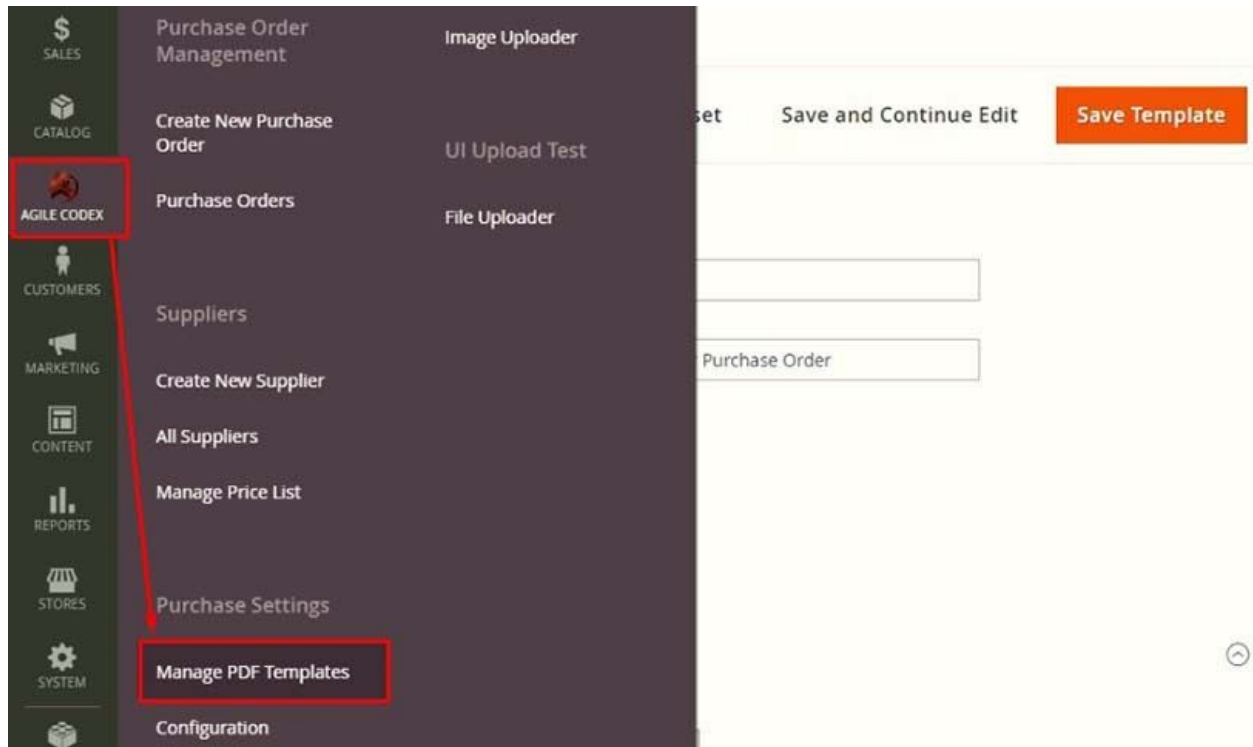 SALES
CATALOG
AGILE CODEX
CUSTOMERS
MARKETING
CONTENT
REPORTS
STORES
SYSTEM
Purchase Order
Management
Create New Purchase
Order
Purchase Orders
Suppliers
Create New Supplier
All Suppliers
Manage Price List
Purchase Settings
Manage PDF Templates
Configuration
Image Uploader
UI Upload Test
File Uploader
set Save and Continue Edit Save Template
Purchase Order